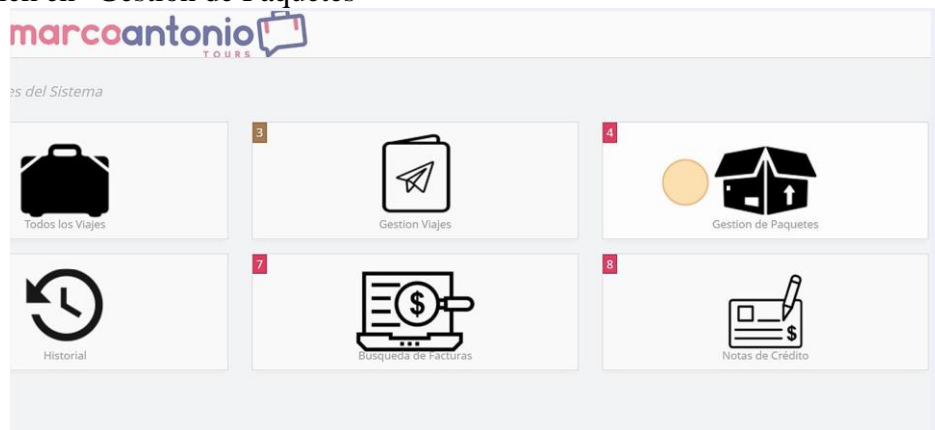 marcoantonio
TOURS
es del Sistema
3
4
Todos los Viajes
Gestion Viajes
Gestion de Paquetes
7
8
$
$
Historial
Busqueda de Facturas
Notas de Crédito